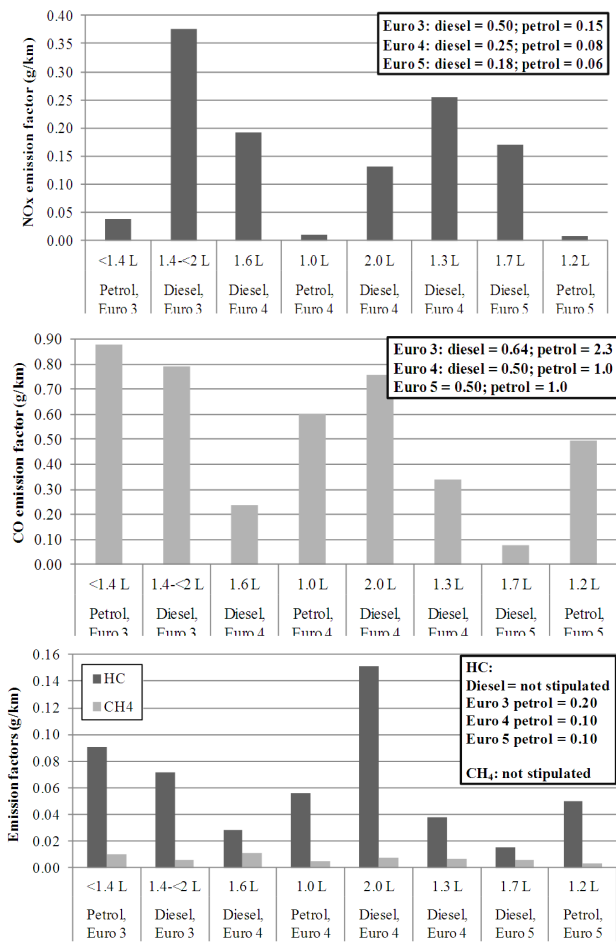 NOx emission factor (g/km)
0.40
0.35
0.30
0.25
0.20
0.15
0.10
0.05
0.00
Euro 3: diesel = 0.50; petrol = 0.15
Euro 4: diesel = 0.25; petrol = 0.08
Euro 5: diesel = 0.18; petrol = 0.06
<1.4 L 1.4-<2 L 1.6 L 1.0 L 2.0 L 1.3 L 1.7 L 1.2 L
Petrol, Diesel, Diesel, Petrol, Diesel, Diesel, Diesel, Petrol,
Euro 3 Euro 3 Euro 4 Euro 4 Euro 4 Euro 4 Euro 5 Euro 5
CO emission factor (g/km)
0.90
0.80
0.70
0.60
0.50
0.40
0.30
0.20
0.10
0.00
Euro 3: diesel = 0.64; petrol = 2.3
Euro 4: diesel = 0.50; petrol = 1.0
Euro 5 = 0.50; petrol = 1.0
<1.4 L 1.4-<2 L 1.6 L 1.0 L 2.0 L 1.3 L 1.7 L 1.2 L
Petrol, Diesel, Diesel, Petrol, Diesel, Diesel, Diesel, Petrol,
Euro 3 Euro 3 Euro 4 Euro 4 Euro 4 Euro 4 Euro 5 Euro 5
Emission factors (g/km)
0.16
0.14
0.12
0.10
0.08
0.06
0.04
0.02
0.00
HC
CH4
HC:
Diesel = not stipulated
Euro 3 petrol = 0.20
Euro 4 petrol = 0.10
Euro 5 petrol = 0.10
CH₄: not stipulated
<1.4 L 1.4-<2 L 1.6 L 1.0 L 2.0 L 1.3 L 1.7 L 1.2 L
Petrol, Diesel, Diesel, Petrol, Diesel, Diesel, Diesel, Petrol,
Euro 3 Euro 3 Euro 4 Euro 4 Euro 4 Euro 4 Euro 5 Euro 5